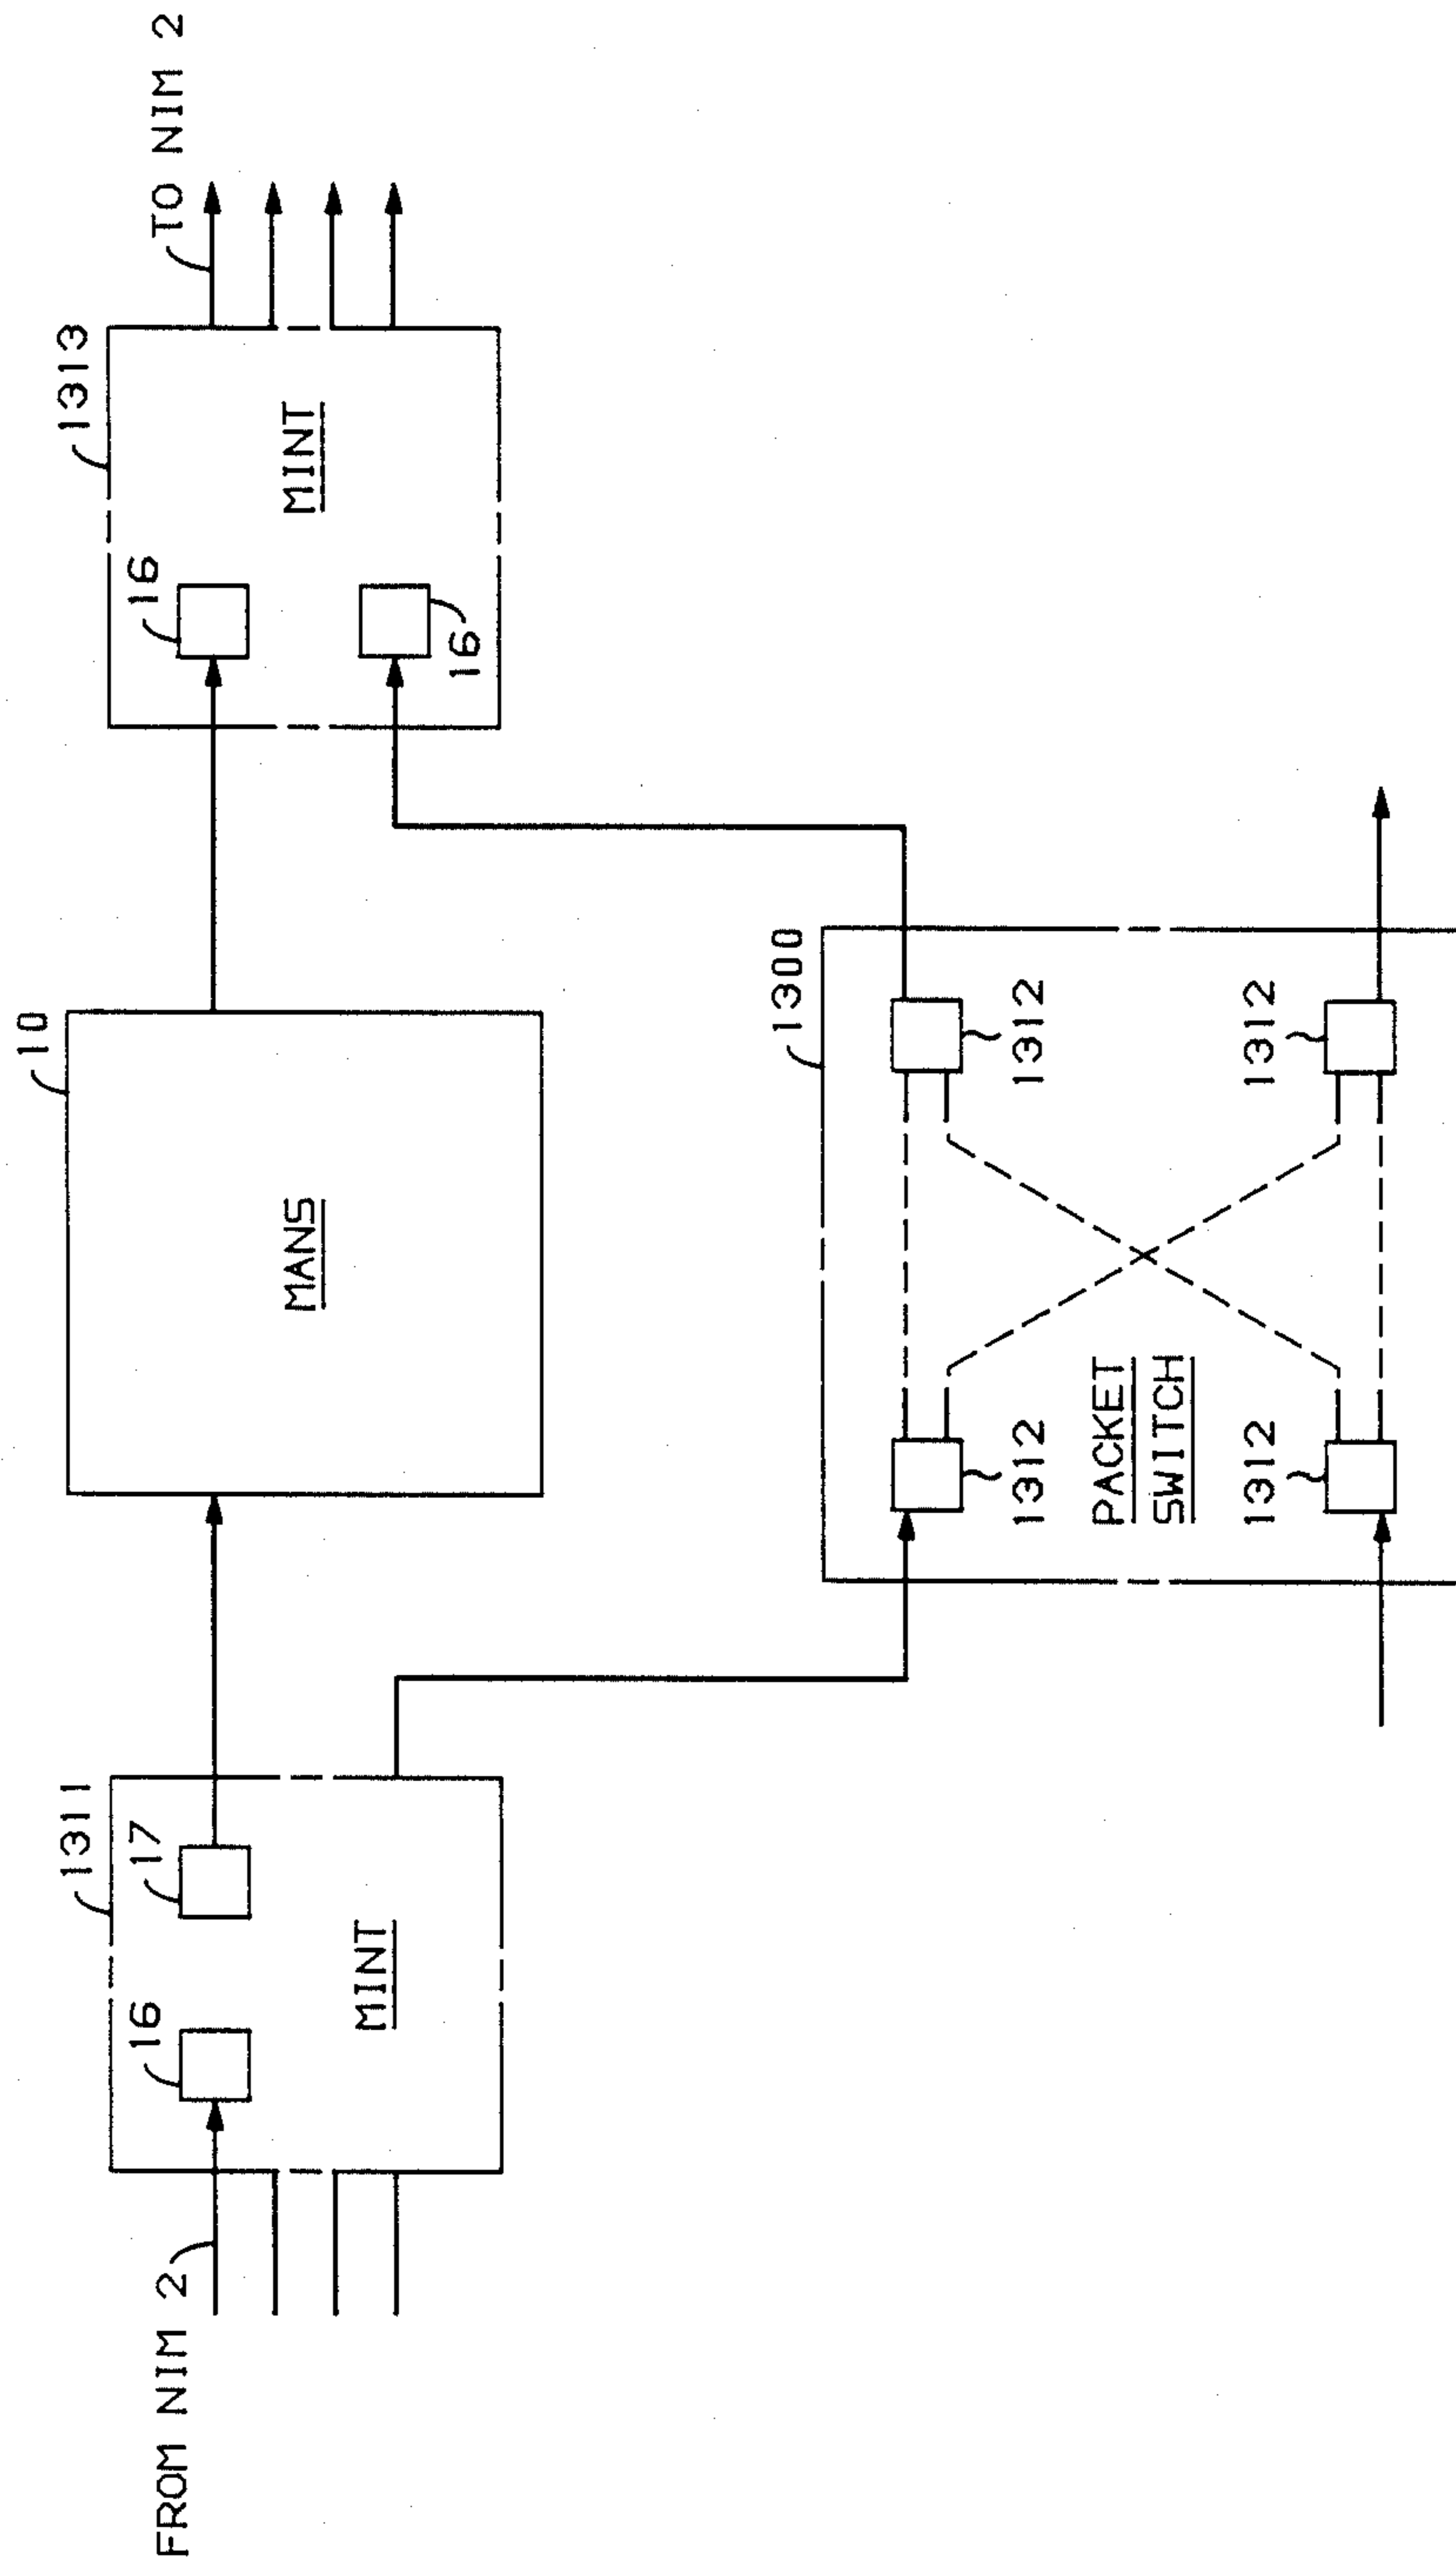 FROM NIM 2
1311
16
17
MINT
10
MANS
1313
16
16
MINT
TO NIM 2
1300
1312
1312
PACKET
SWITCH
1312
1312